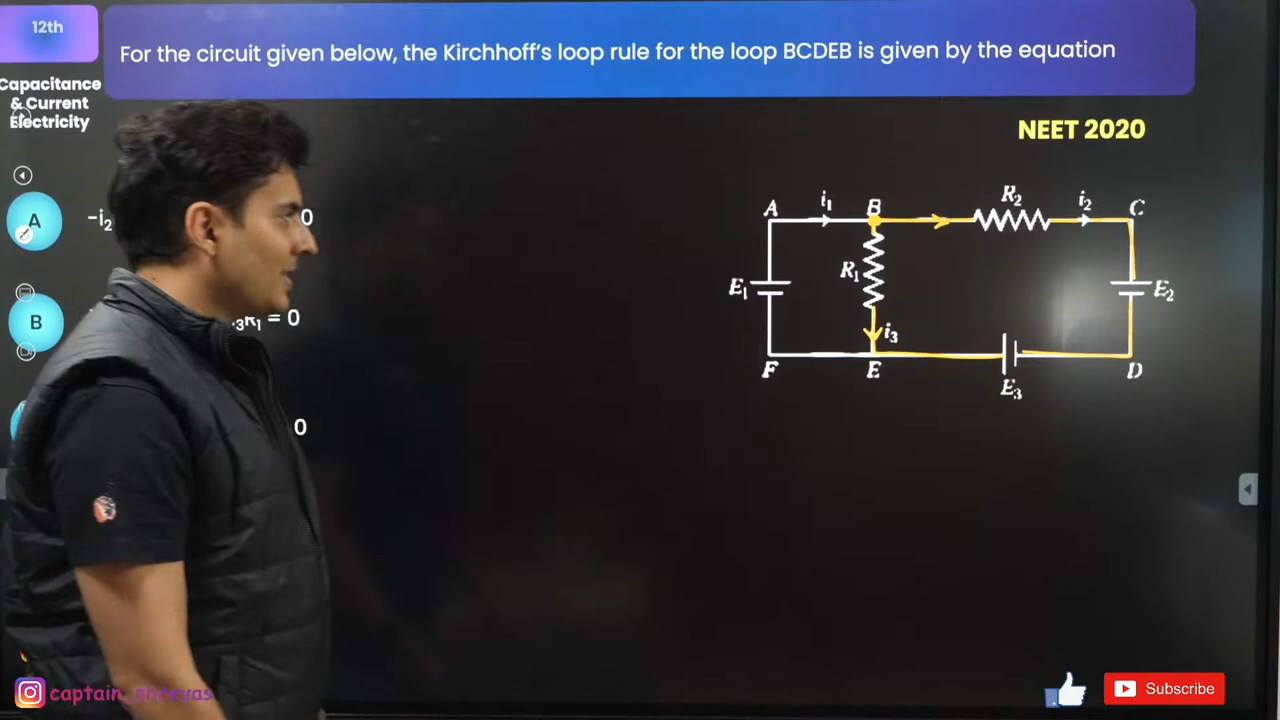 12th
For the circuit given below, the Kirchhoff's loop rule for the loop BCDEB is given by the equation
Capacitance
& Current
Electricity
NEET 2020
A
−i₂
0
B
₃R₁ = 0
0
A
i₁
B
R₂
i₂
C
R₁
E₁
E₂
i₃
F
E
E₃
D
captain_shreyas
Subscribe